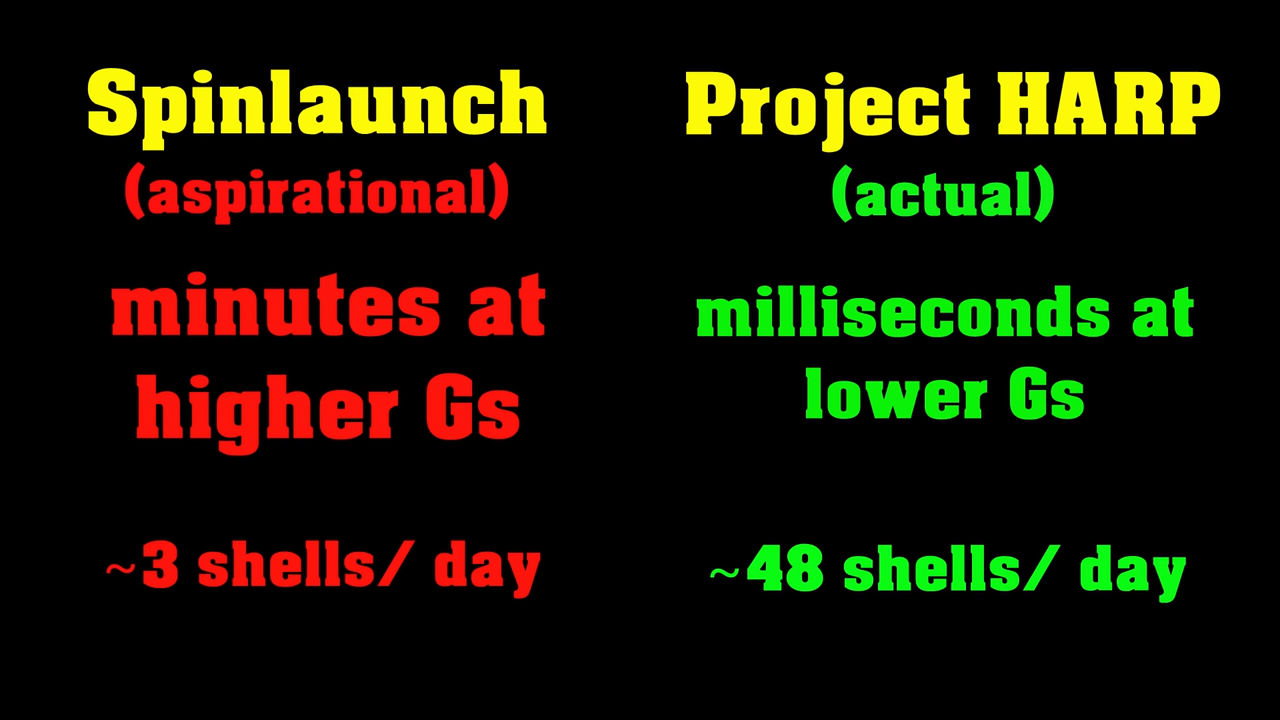 Spinlaunch
(aspirational)
minutes at
higher Gs
~3 shells/ day
Project HARP
(actual)
milliseconds at
lower Gs
~48 shells/ day